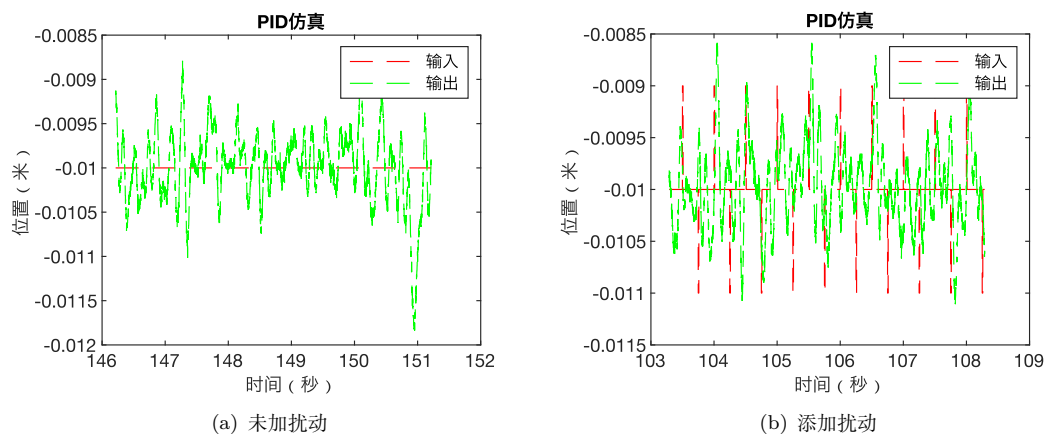 PID仿真
-0.0085
-0.009
-0.0095
-0.01
-0.0105
-0.011
-0.0115
-0.012
位置（米）
输入
输出
146 147 148 149 150 151 152
时间（秒）
(a) 未加扰动
PID仿真
-0.0085
-0.009
-0.0095
-0.01
-0.0105
-0.011
-0.0115
位置（米）
输入
输出
103 104 105 106 107 108 109
时间（秒）
(b) 添加扰动